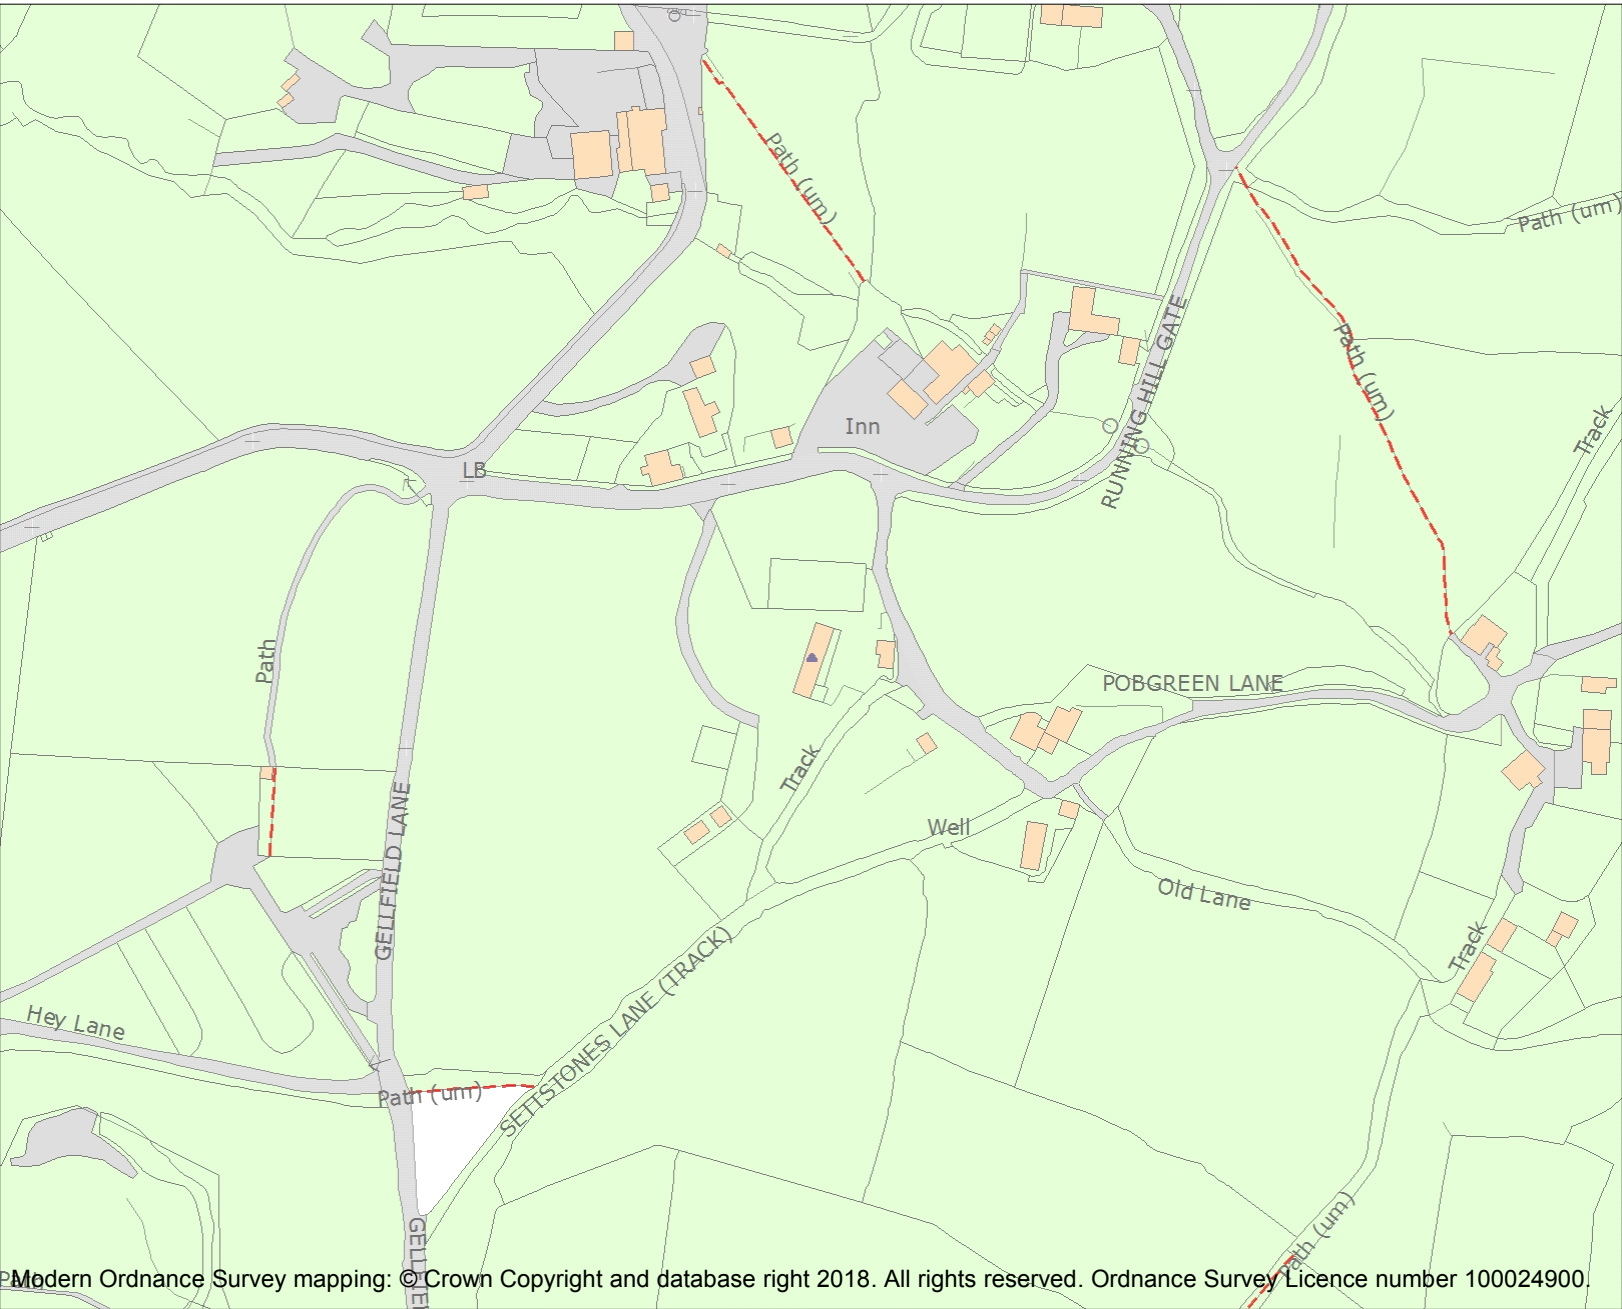 Path (um)
Path (um)
RUNNING HILL GATE
Path (um)
Track
Inn
LB
Path
POBGREEN LANE
Track
GELLFIELD LANE
Well
Old Lane
Track
SETTSTONES LANE (TRACK)
Hey Lane
Path (um)
Path (um)
Path
Modern Ordnance Survey mapping: © Crown Copyright and database right 2018. All rights reserved. Ordnance Survey Licence number 100024900.